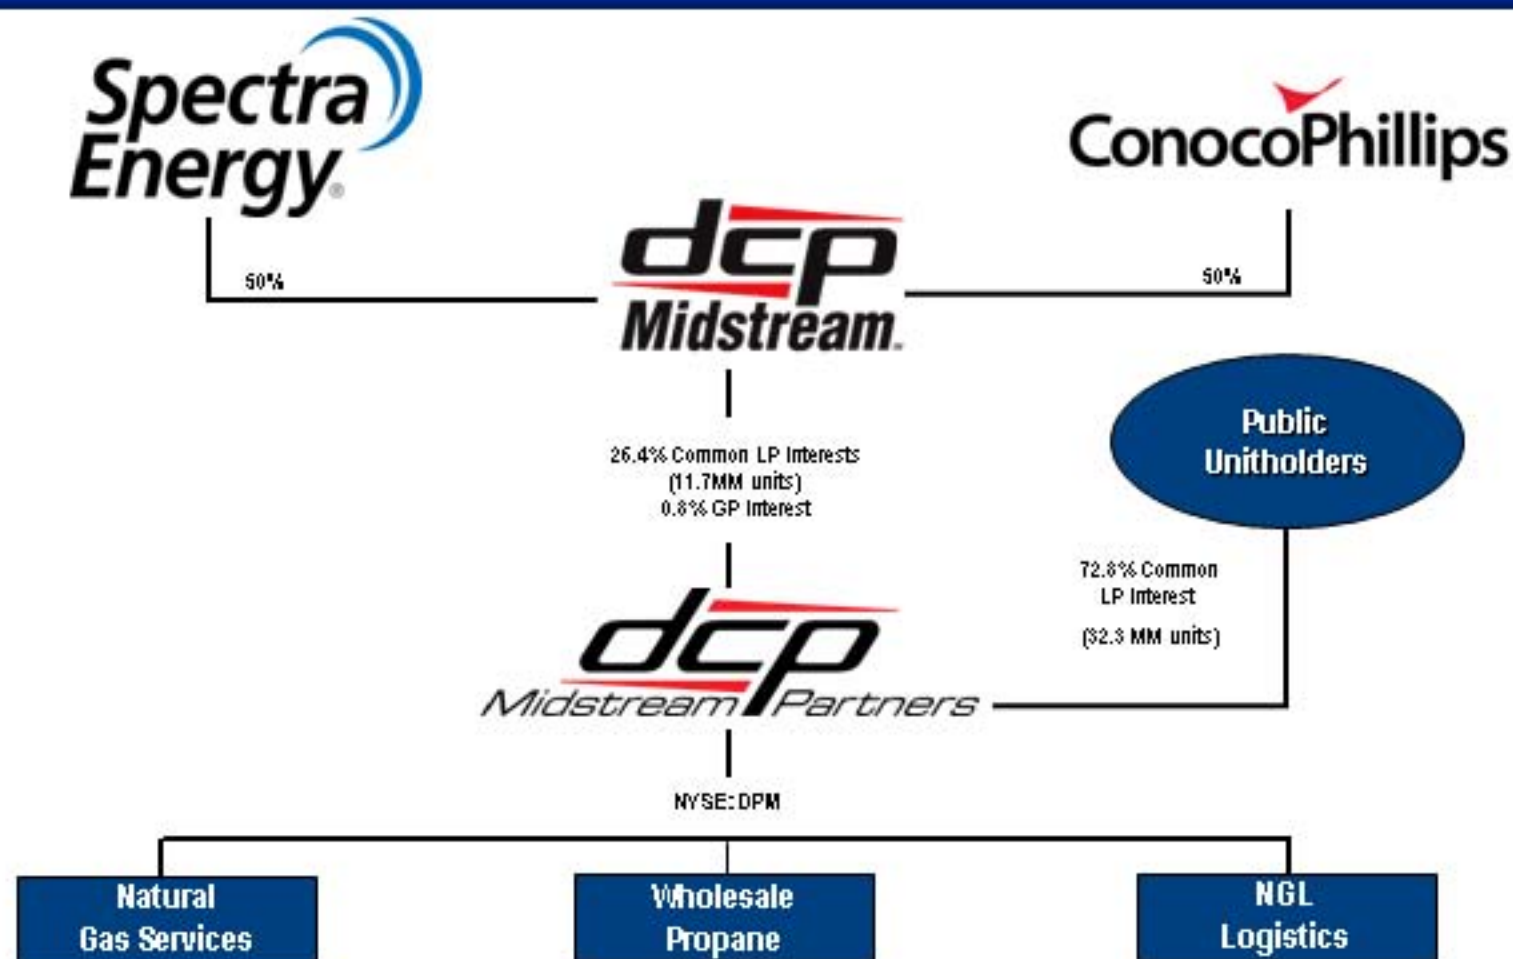 Spectra
Energy®
ConocoPhillips
dcp
Midstream.
50%
50%
Public
Unitholders
26.4% Common LP Interests
(11.7MM units)
0.8% GP Interest
72.8% Common
LP Interest
(32.3 MM units)
dcp
Midstream Partners
NYSE: DPM
Natural
Gas Services
Wholesale
Propane
NGL
Logistics